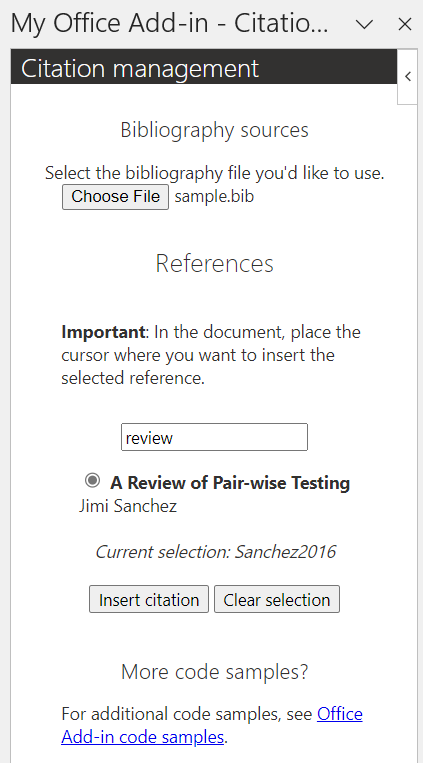 My Office Add-in - Citatio...
Citation management
Bibliography sources
Select the bibliography file you'd like to use.
Choose File sample.bib
References
Important: In the document, place the
cursor where you want to insert the
selected reference.
review
A Review of Pair-wise Testing
Jimi Sanchez
Current selection: Sanchez2016
Insert citation Clear selection
More code samples?
For additional code samples, see Office
Add-in code samples.